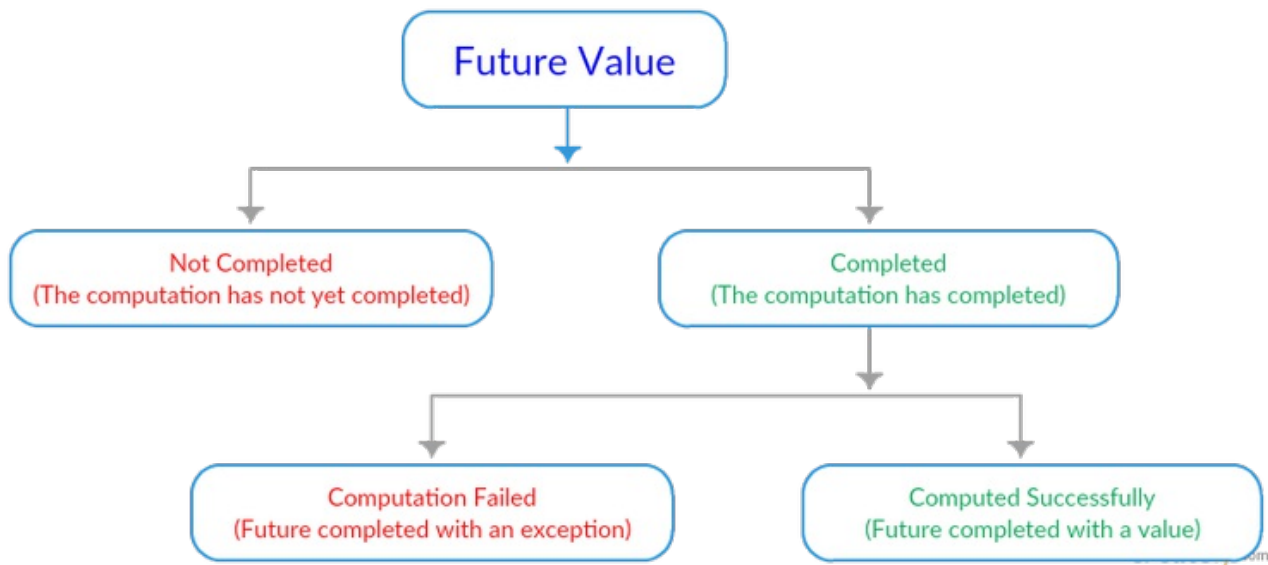 Future Value
Not Completed
(The computation has not yet completed)
Completed
(The computation has completed)
Computation Failed
(Future completed with an exception)
Computed Successfully
(Future completed with a value)
com